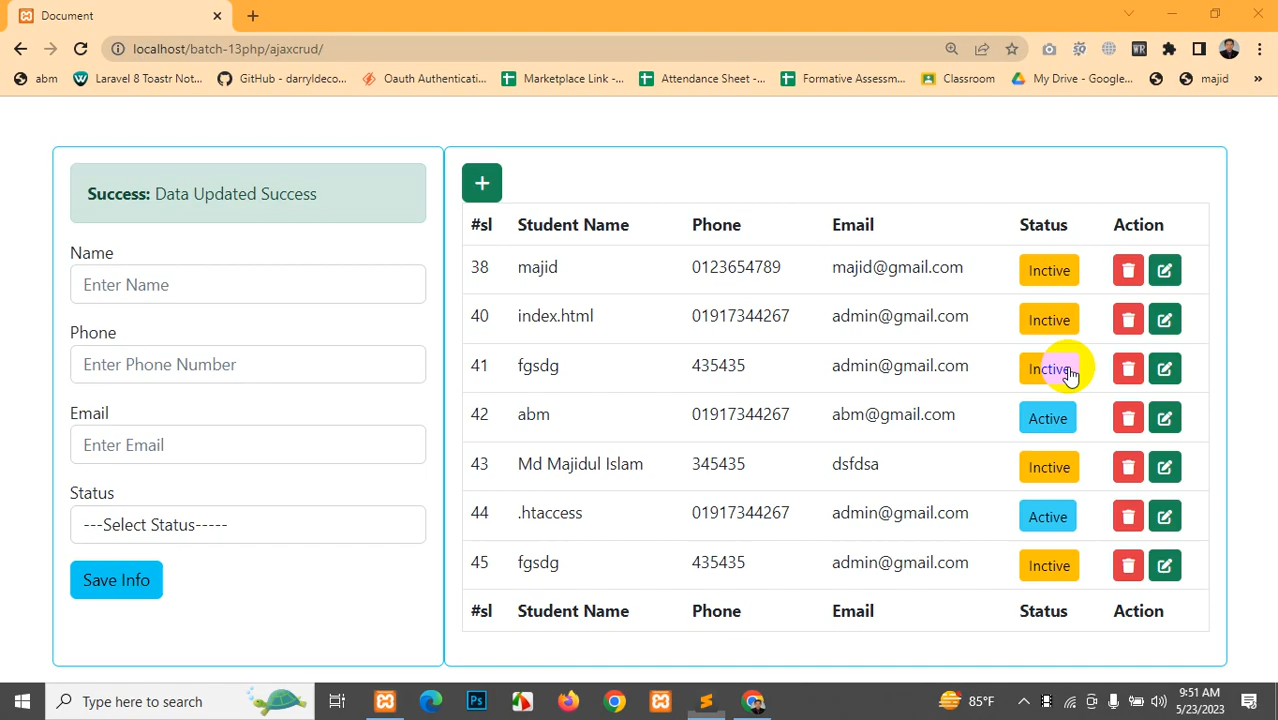 Document
localhost/batch-13php/ajaxcrud/
abm
Laravel 8 Toastr Not...
GitHub - darryldeco...
Oauth Authenticati...
Marketplace Link -...
Attendance Sheet -...
Formative Assessm...
Classroom
My Drive - Google...
majid
»
WR
Success: Data Updated Success
Name
Enter Name
Phone
Enter Phone Number
Email
Enter Email
Status
---Select Status-----
Save Info
+
#sl Student Name Phone Email Status Action
38 majid 0123654789 majid@gmail.com Inctive
40 index.html 01917344267 admin@gmail.com Inctive
41 fgsdg 435435 admin@gmail.com Inctive
42 abm 01917344267 abm@gmail.com Active
43 Md Majidul Islam 345435 dsfdsa Inctive
44 .htaccess 01917344267 admin@gmail.com Active
45 fgsdg 435435 admin@gmail.com Inctive
#sl Student Name Phone Email Status Action
Type here to search
Ps
85°F
9:51 AM
5/23/2023